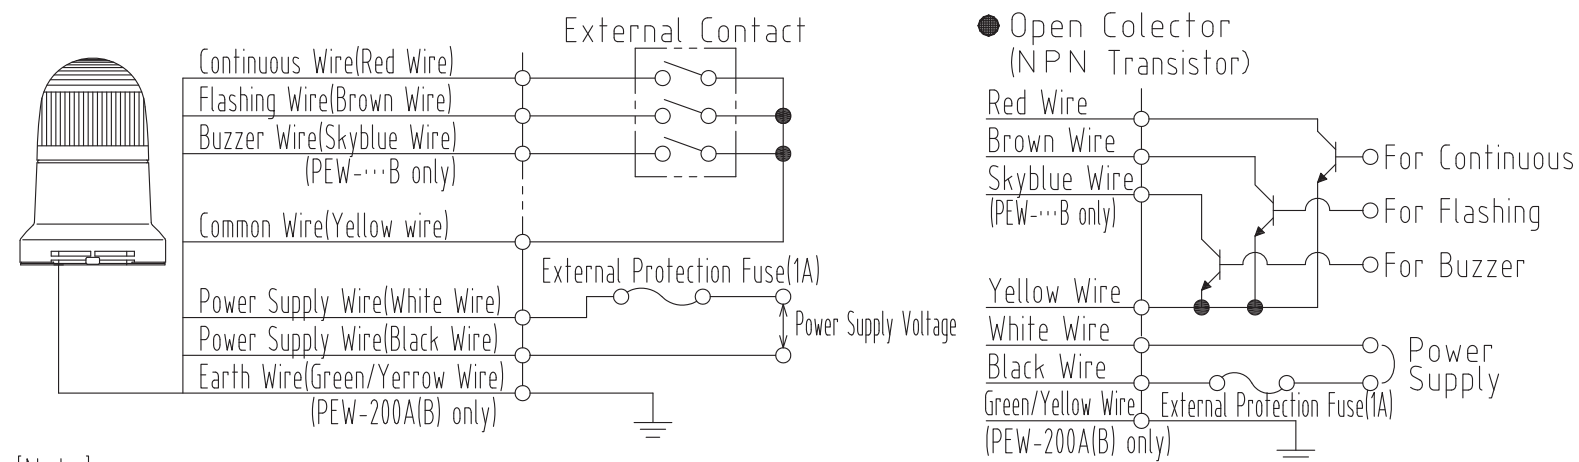 External Contact
Continuous Wire(Red Wire)
Flashing Wire(Brown Wire)
Buzzer Wire(Skyblue Wire)
(PEW-···B only)
Common Wire(Yellow wire)
External Protection Fuse(1A)
Power Supply Wire(White Wire)
Power Supply Voltage
Power Supply Wire(Black Wire)
Earth Wire(Green/Yerrow Wire)
(PEW-200A(B) only)
Open Colector
(NPN Transistor)
Red Wire
Brown Wire
For Continuous
Skyblue Wire
(PEW-···B only)
For Flashing
For Buzzer
Yellow Wire
White Wire
Power
Supply
Black Wire
Green/Yellow Wire
External Protection Fuse(1A)
(PEW-200A(B) only)